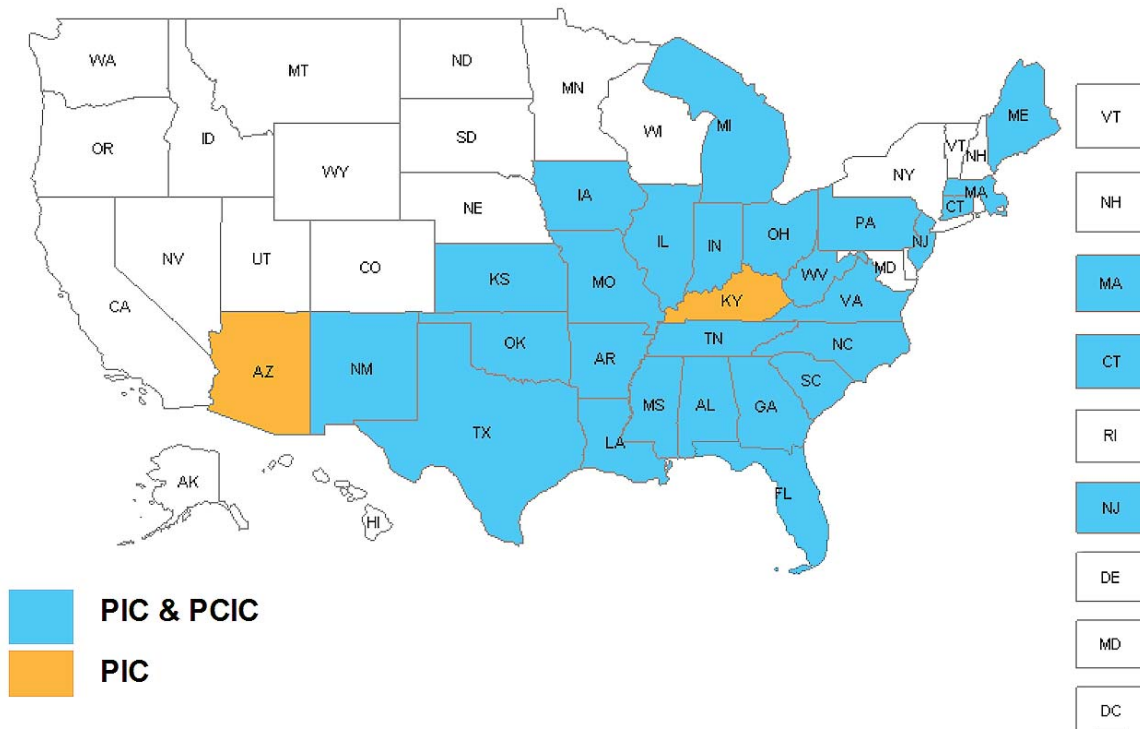 WA
MT
ND
MN
ME
VT
OR
ID
SD
WI
MI
VT
NH
WY
NY
IA
NE
MA
CT
NH
PA
NV
UT
CO
IL
IN
OH
NJ
MD
WV
MA
KS
MO
VA
CA
KY
TN
NC
OK
AR
CT
AZ
NM
SC
MS
AL
GA
TX
LA
RI
AK
FL
NJ
HI
DE
PIC & PCIC
MD
PIC
DC